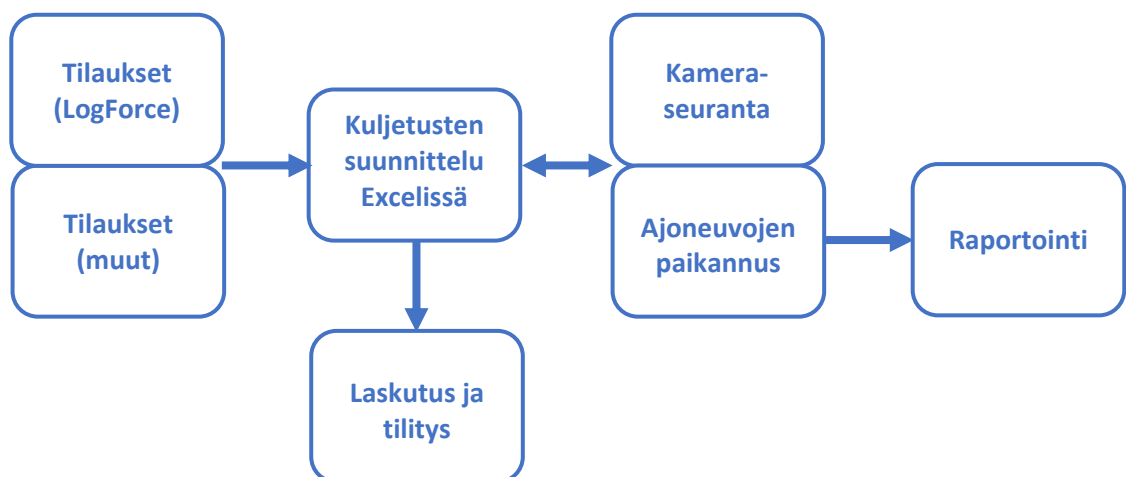 Tilaukset
(LogForce)
Tilaukset
(muut)
Kuljetusten
suunnittelu
Excelissä
Laskutus ja
tilitys
Kamera-
seuranta
Ajoneuvojen
paikannus
Raportointi